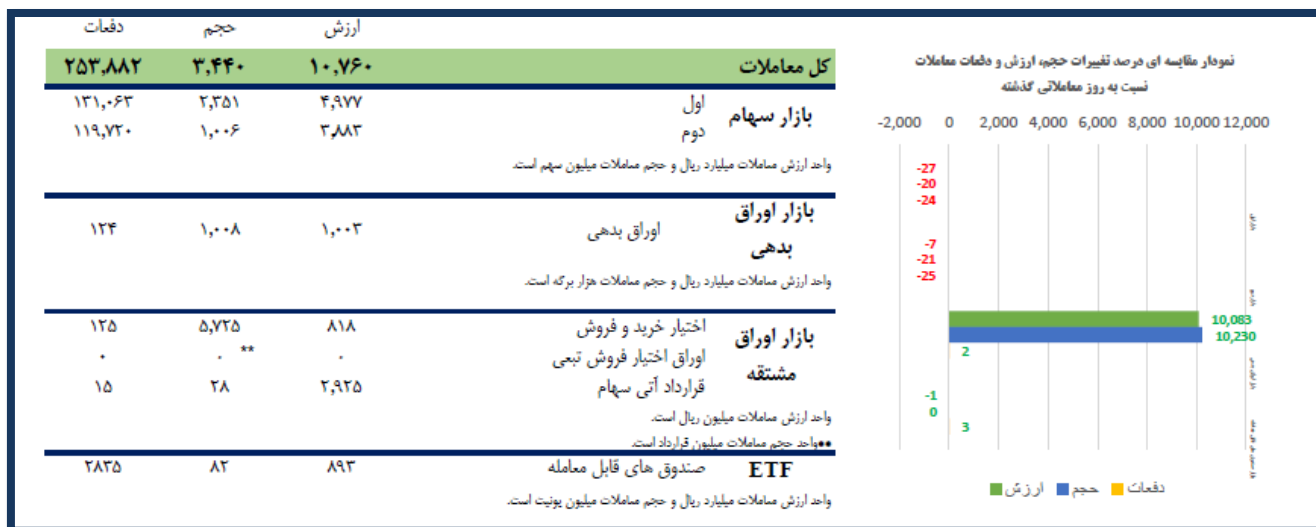 ارزش حجم دفعات
کل معاملات ۱۰,۷۶۰ ۳,۴۴۰ ۲۵۳,۸۸۲
بازار سهام
اول ۴,۹۷۷ ۲,۳۵۱ ۱۳۱,۰۶۳
دوم ۳,۸۸۳ ۱,۰۰۶ ۱۱۹,۷۲۰
واحد ارزش معاملات میلیارد ریال و حجم معاملات میلیون سهم است.
بازار اوراق بدهی
اوراق بدهی ۱,۰۰۳ ۱,۰۰۸ ۱۲۴
واحد ارزش معاملات میلیارد ریال و حجم معاملات هزار برگه است.
بازار اوراق مشتقه
اختیار خرید و فروش ۸۱۸ ۵,۷۲۵ ۱۲۵
اوراق اختیار فروش تبعی ۰ ۰ ** ۰
قرارداد آتی سهام ۲,۹۲۵ ۲۸ ۱۵
واحد ارزش معاملات میلیون ریال است.
**واحد حجم معاملات میلیون قرارداد است.
ETF صندوق های قابل معامله ۸۹۳ ۸۲ ۲۸۳۵
واحد ارزش معاملات میلیارد ریال و حجم معاملات میلیون یونیت است.
نمودار مقایسه ای درصد تغییرات حجم، ارزش و دفعات معاملات
نسبت به روز معاملاتی گذشته
-2,000 0 2,000 4,000 6,000 8,000 10,000 12,000
-27
-20
-24
-7
-21
-25
10,083
10,230
2
-1
0
3
ارزش حجم دفعات